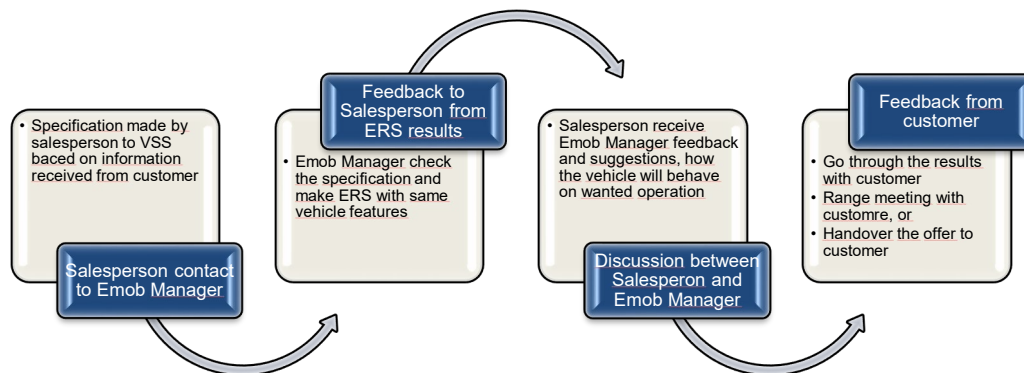 • Specification made by
salesperson to VSS
baced on information
received from customer
Salesperson contact
to Emob Manager
Feedback to
Salesperson from
ERS results
• Emob Manager check
the specification and
make ERS with same
vehicle features
• Salesperson receive
Emob Manager feedback
and suggestions, how
the vehicle will behave
on wanted operation
Discussion between
Salesperon and
Emob Manager
Feedback from
customer
• Go through the results
with customer
• Range meeting with
customre, or
• Handover the offer to
customer